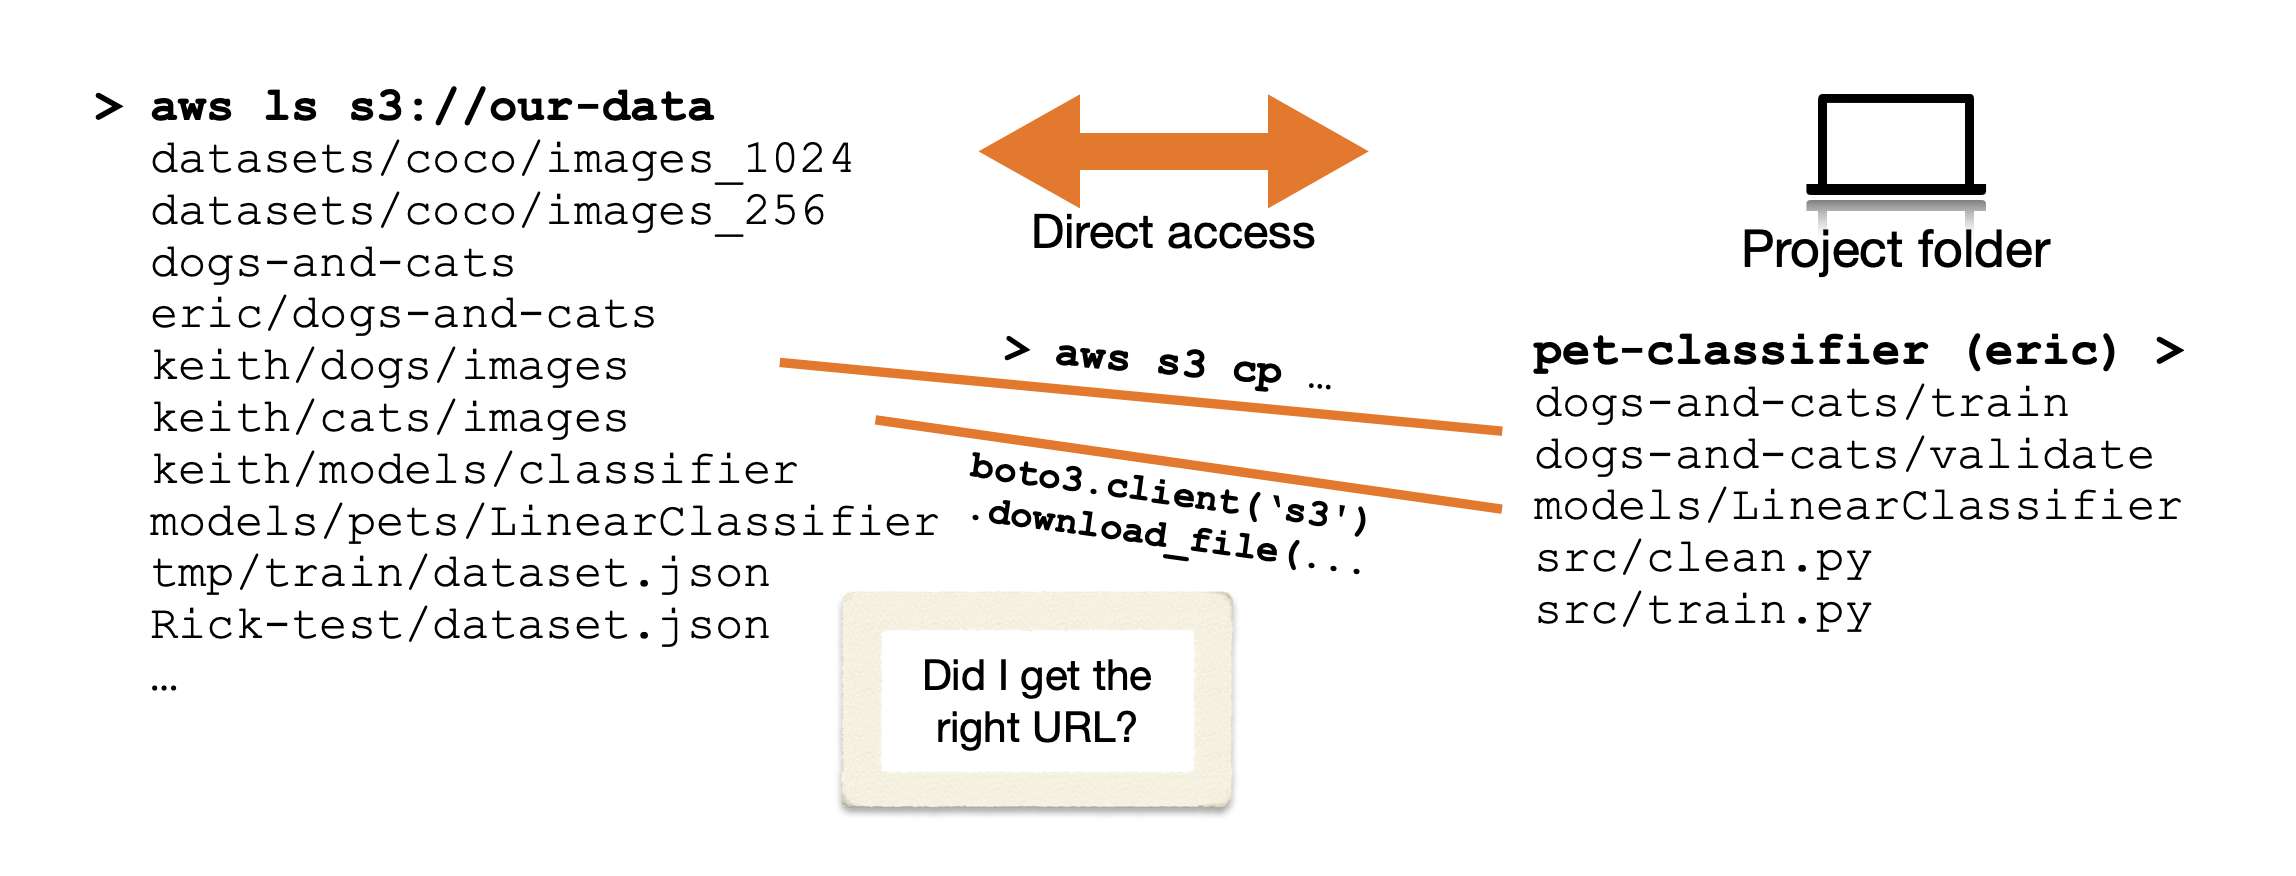 > aws ls s3://our-data
datasets/coco/images_1024
datasets/coco/images_256
dogs-and-cats
eric/dogs-and-cats
keith/dogs/images
keith/cats/images
keith/models/classifier
models/pets/LinearClassifier
tmp/train/dataset.json
Rick-test/dataset.json
…
Direct access
> aws s3 cp …
boto3.client(‘s3')
.download_file(...
Did I get the
right URL?
Project folder
pet-classifier (eric) >
dogs-and-cats/train
dogs-and-cats/validate
models/LinearClassifier
src/clean.py
src/train.py